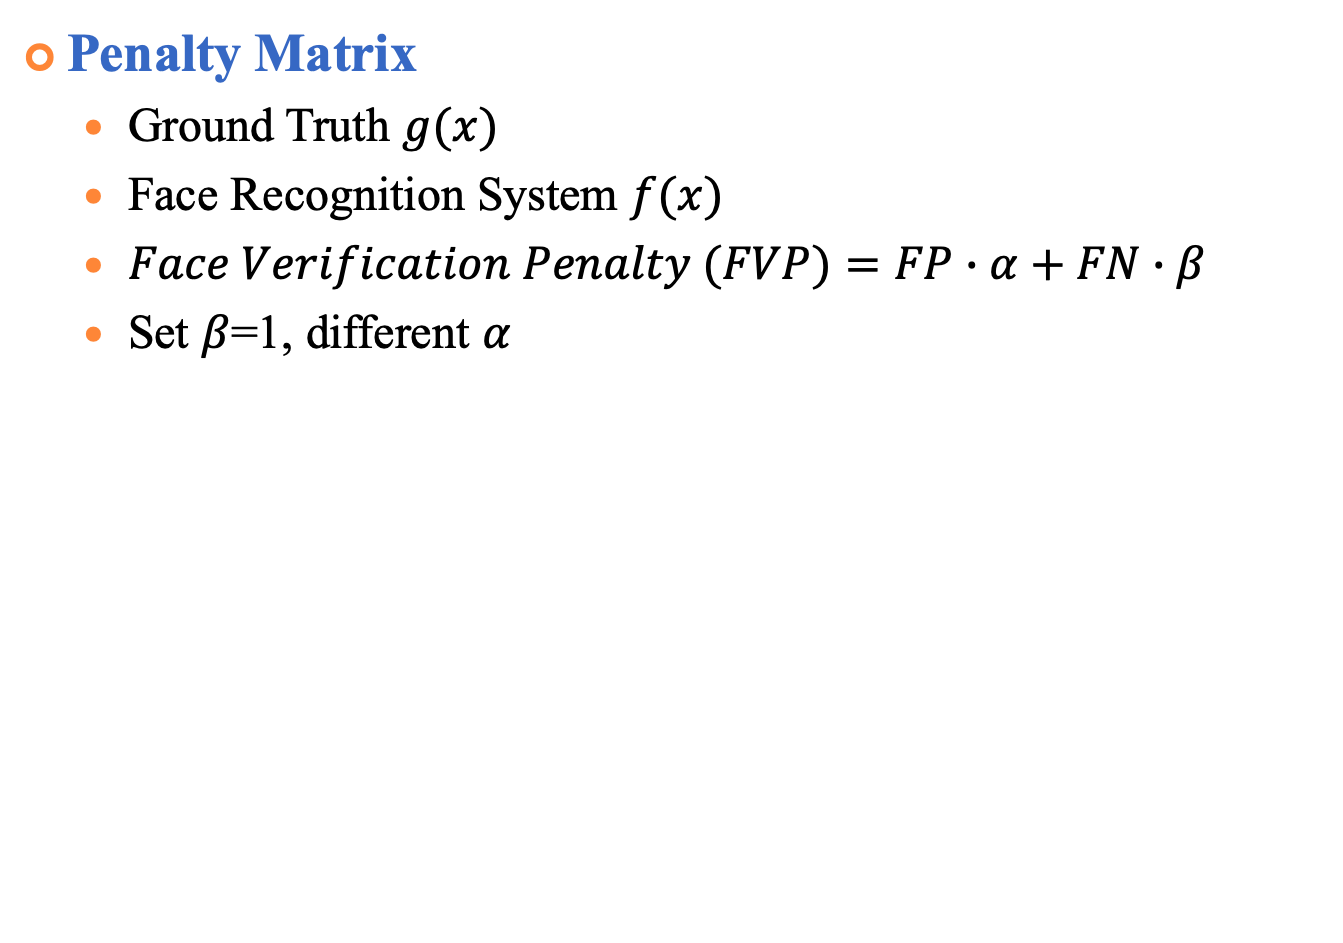 Penalty Matrix
Ground Truth g(x)
Face Recognition System f(x)
Face Verification Penalty (FVP) = FP · α + FN · β
Set β=1, different α